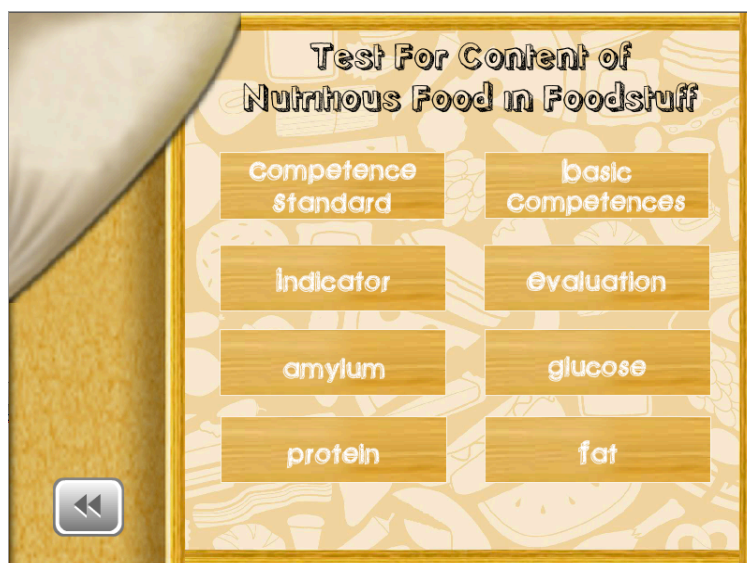 Test For Content of
Nutritious Food in Foodstuff
Competence
Standard
basic
Competences
indicator
evaluation
amylum
glucose
protein
fat